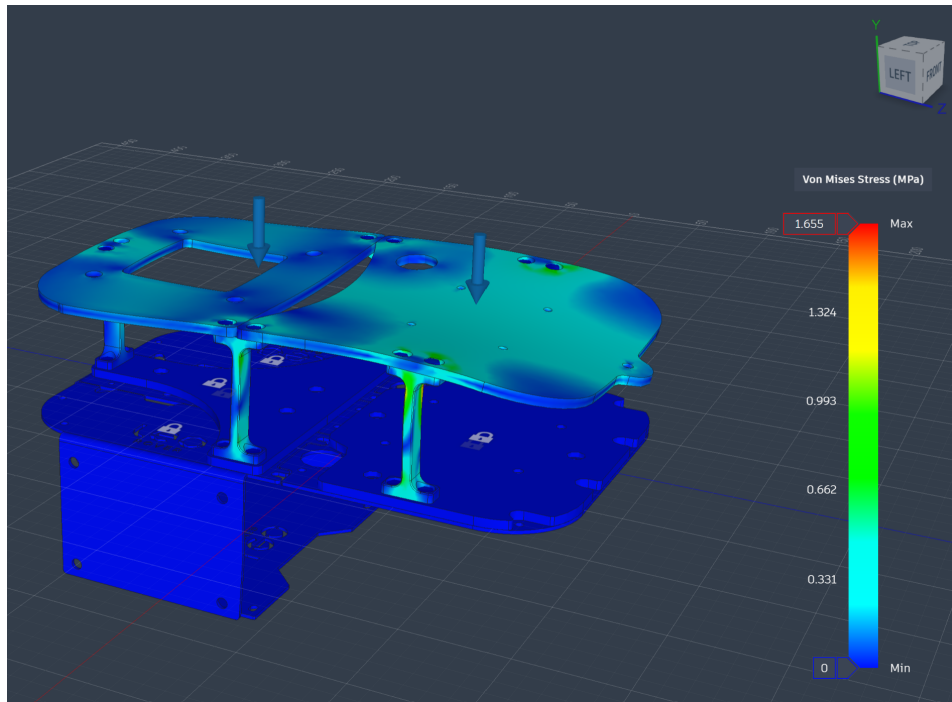 Y
LEFT
FRONT
Z
Von Mises Stress (MPa)
1.655
Max
1.324
0.993
0.662
0.331
0
Min